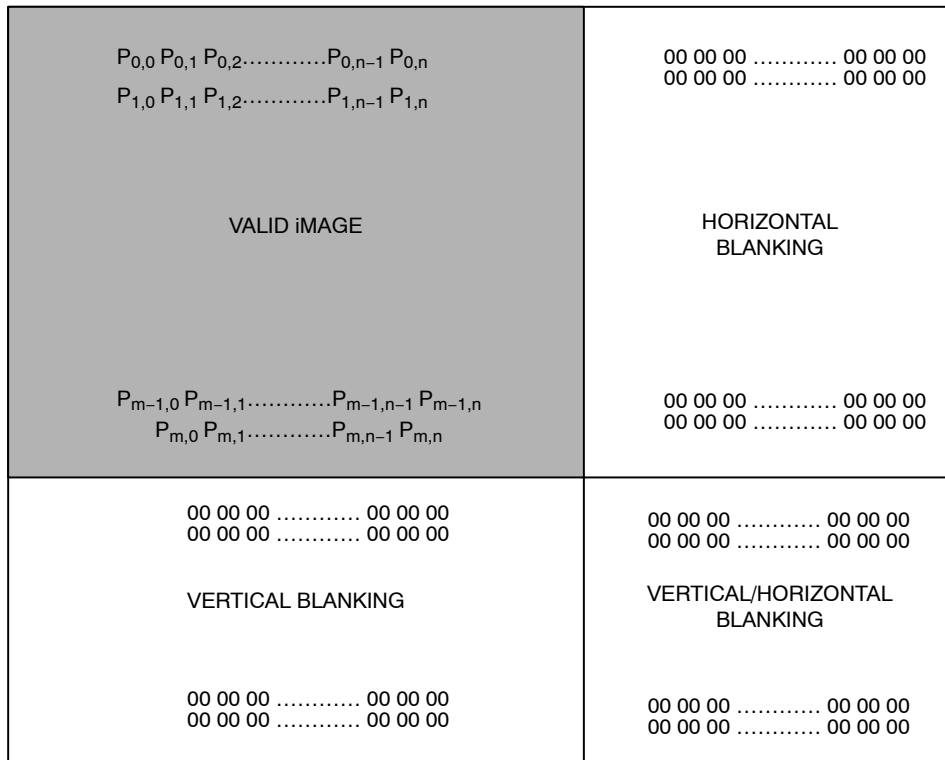 P0,0 P0,1 P0,2............P0,n−1 P0,n
P1,0 P1,1 P1,2............P1,n−1 P1,n
VALID iMAGE
Pm−1,0 Pm−1,1............Pm−1,n−1 Pm−1,n
Pm,0 Pm,1............Pm,n−1 Pm,n
00 00 00 ............ 00 00 00
00 00 00 ............ 00 00 00
HORIZONTAL
BLANKING
00 00 00 ............ 00 00 00
00 00 00 ............ 00 00 00
00 00 00 ............ 00 00 00
00 00 00 ............ 00 00 00
VERTICAL BLANKING
00 00 00 ............ 00 00 00
00 00 00 ............ 00 00 00
00 00 00 ............ 00 00 00
00 00 00 ............ 00 00 00
VERTICAL/HORIZONTAL
BLANKING
00 00 00 ............ 00 00 00
00 00 00 ............ 00 00 00